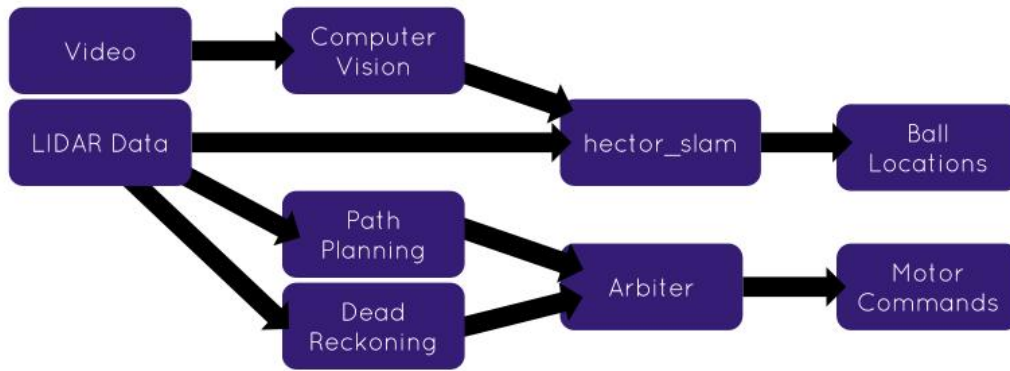 Video
Computer
Vision
LIDAR Data
hector_slam
Ball
Locations
Path
Planning
Dead
Reckoning
Arbiter
Motor
Commands